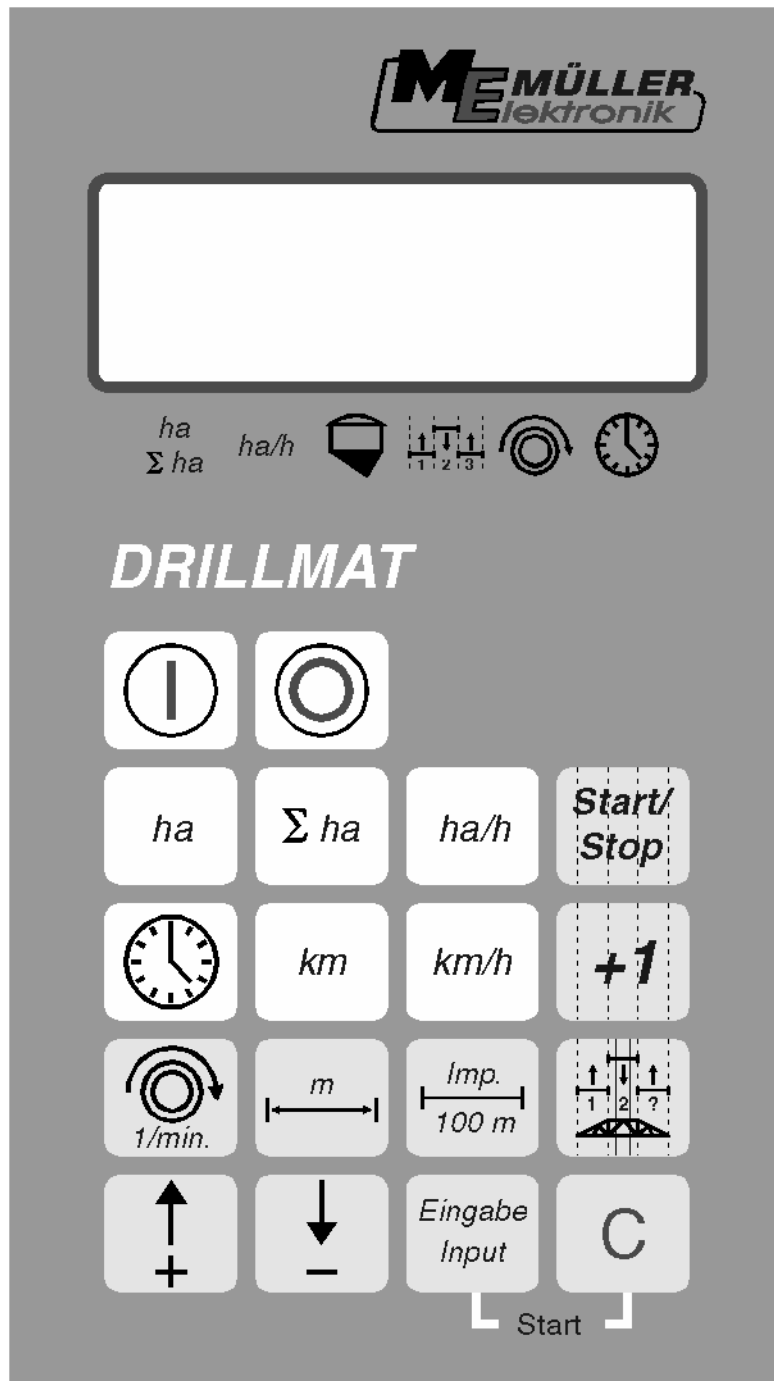 ME MÜLLER
Elektronik
ha
Σ ha
ha/h
1 2 3
DRILLMAT
ha
Σ ha
ha/h
Start/
Stop
km
km/h
+1
1/min.
m
Imp.
100 m
1 2 ?
+
–
Eingabe
Input
C
Start